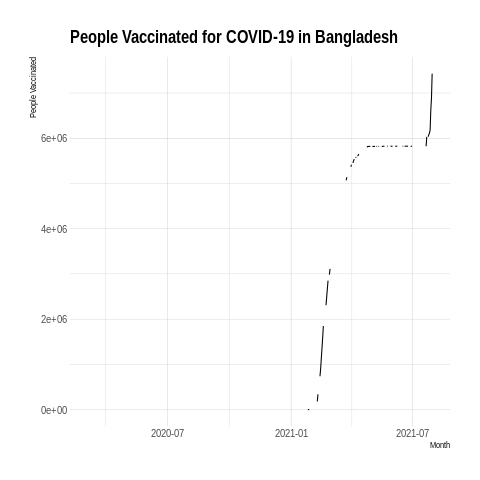 People Vaccinated for COVID-19 in Bangladesh
People Vaccinated
6e+06
4e+06
2e+06
0e+00
2020-07 2021-01 2021-07
Month